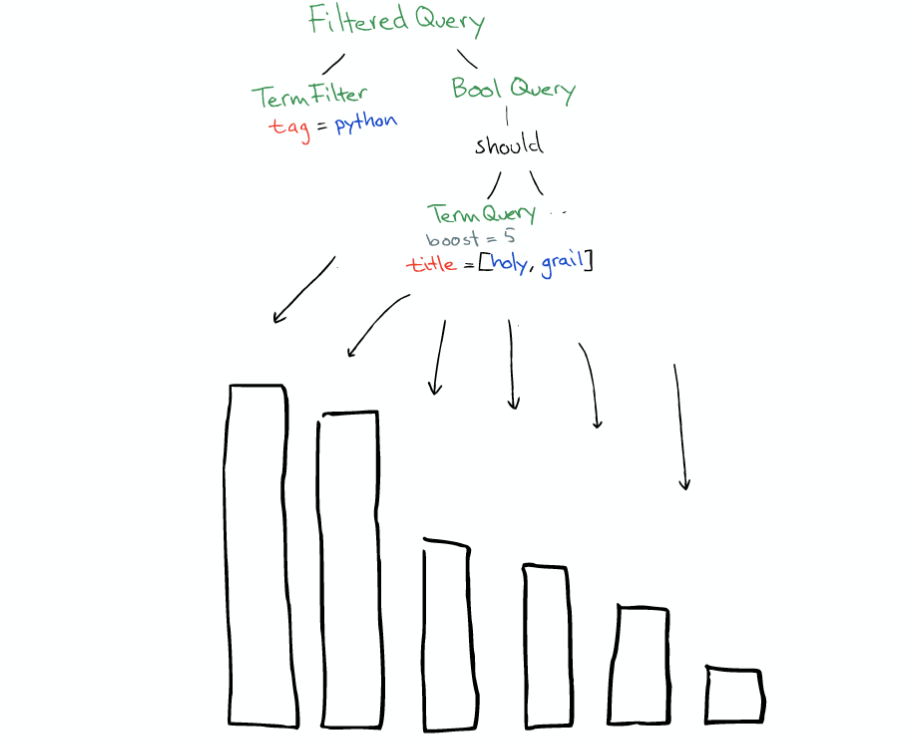 Filtered Query
TermFilter
tag = python
Bool Query
should
TermQuery ...
boost = 5
title = [holy, grail]